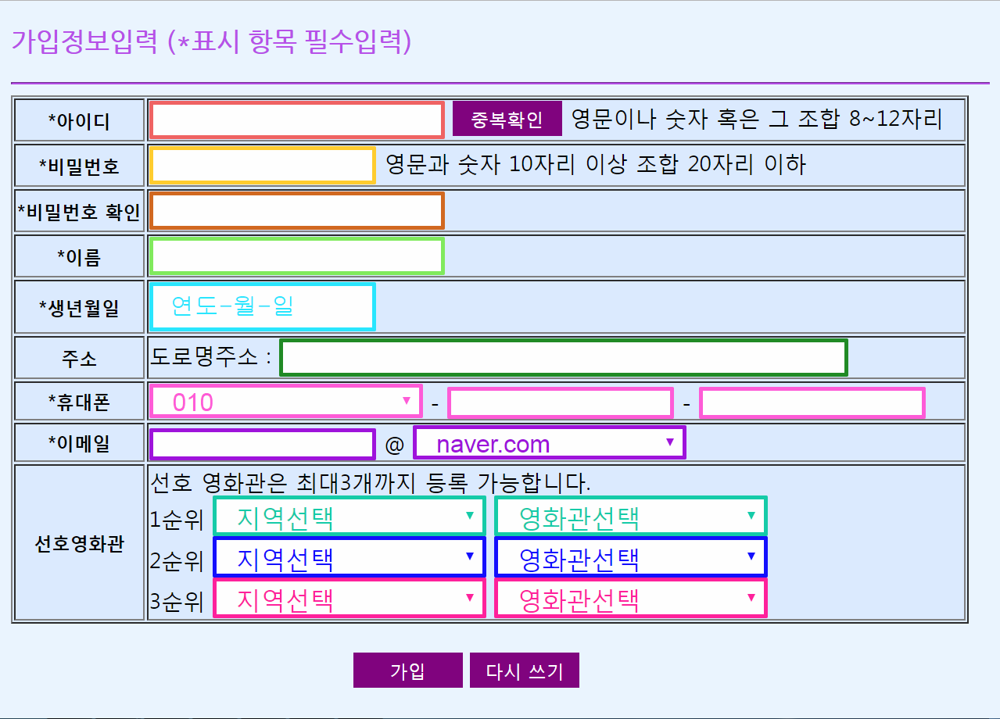 가입정보입력 (*표시 항목 필수입력)
*아이디 중복확인 영문이나 숫자 혹은 그 조합 8~12자리
*비밀번호 영문과 숫자 10자리 이상 조합 20자리 이하
*비밀번호 확인
*이름
*생년월일 연도-월-일
주소 도로명주소 :
*휴대폰 010 - -
*이메일 @ naver.com
선호영화관 선호 영화관은 최대3개까지 등록 가능합니다.
1순위 지역선택 영화관선택
2순위 지역선택 영화관선택
3순위 지역선택 영화관선택
가입 다시 쓰기